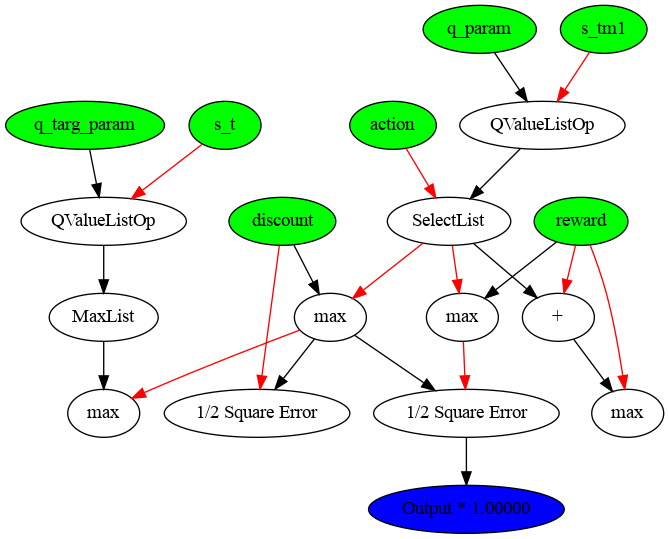 q_param
s_tm1
q_targ_param
s_t
action
QValueListOp
QValueListOp
discount
SelectList
reward
MaxList
max
max
+
max
1/2 Square Error
1/2 Square Error
max
Output * 1.00000